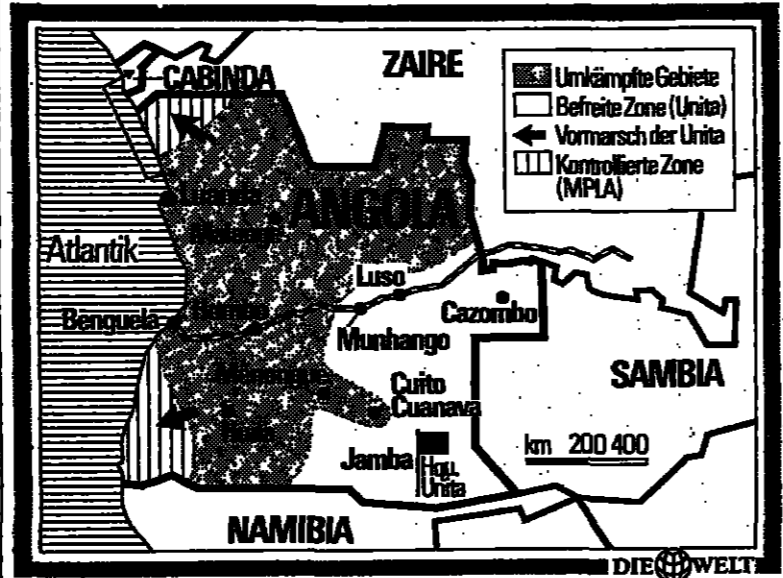 ZAIRE
CABINDA
Umkämpfte Gebiete
Befreite Zone (Unita)
Vormarsch der Unita
Kontrollierte Zone
(MPLA)
Luanda
ANGOLA
Atlantik
Luso
Benguela
Cazombo
Munhango
SAMBIA
Cuito
Cuanava
km 200 400
Jamba
Unita
NAMIBIA
DIE WELT